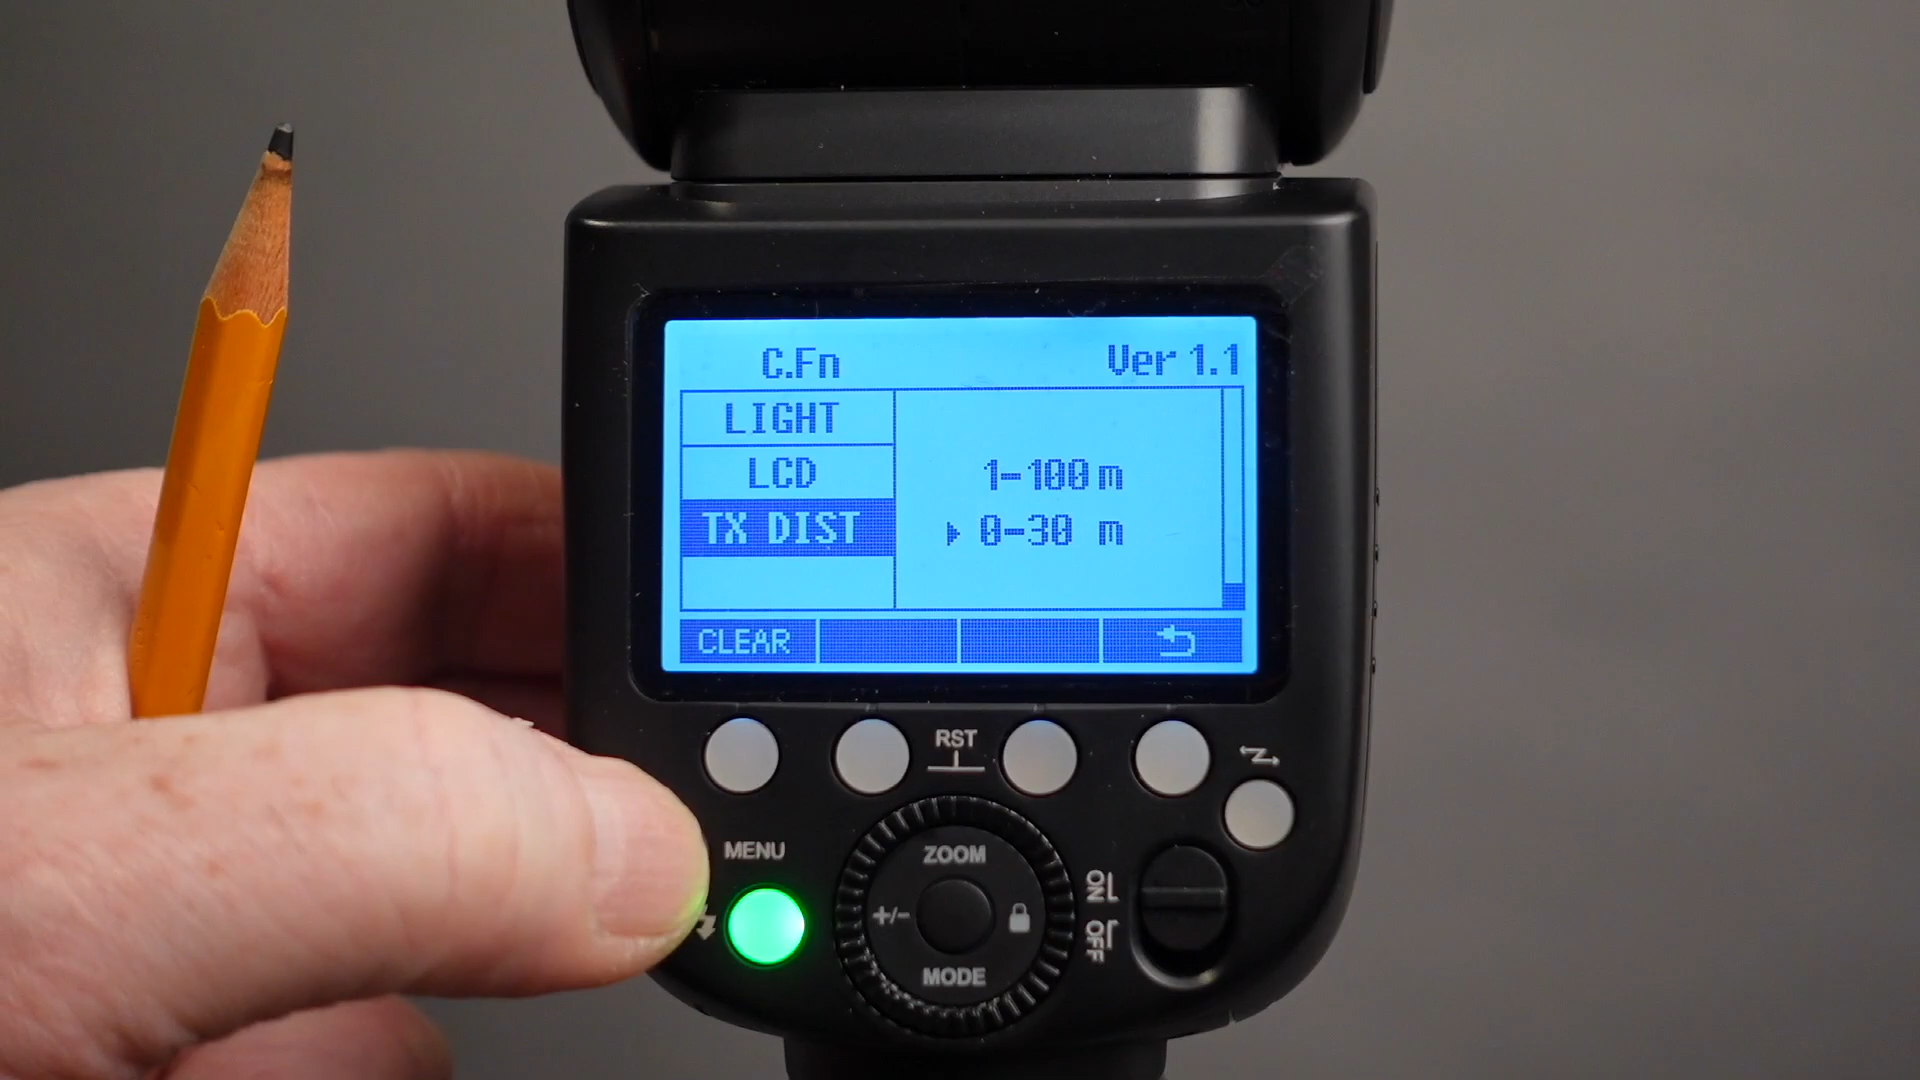 C.Fn Ver 1.1
LIGHT
LCD 1-100 m
TX DIST 0-30 m
CLEAR
RST
MENU
ZOOM
+/-
MODE
ON
OFF